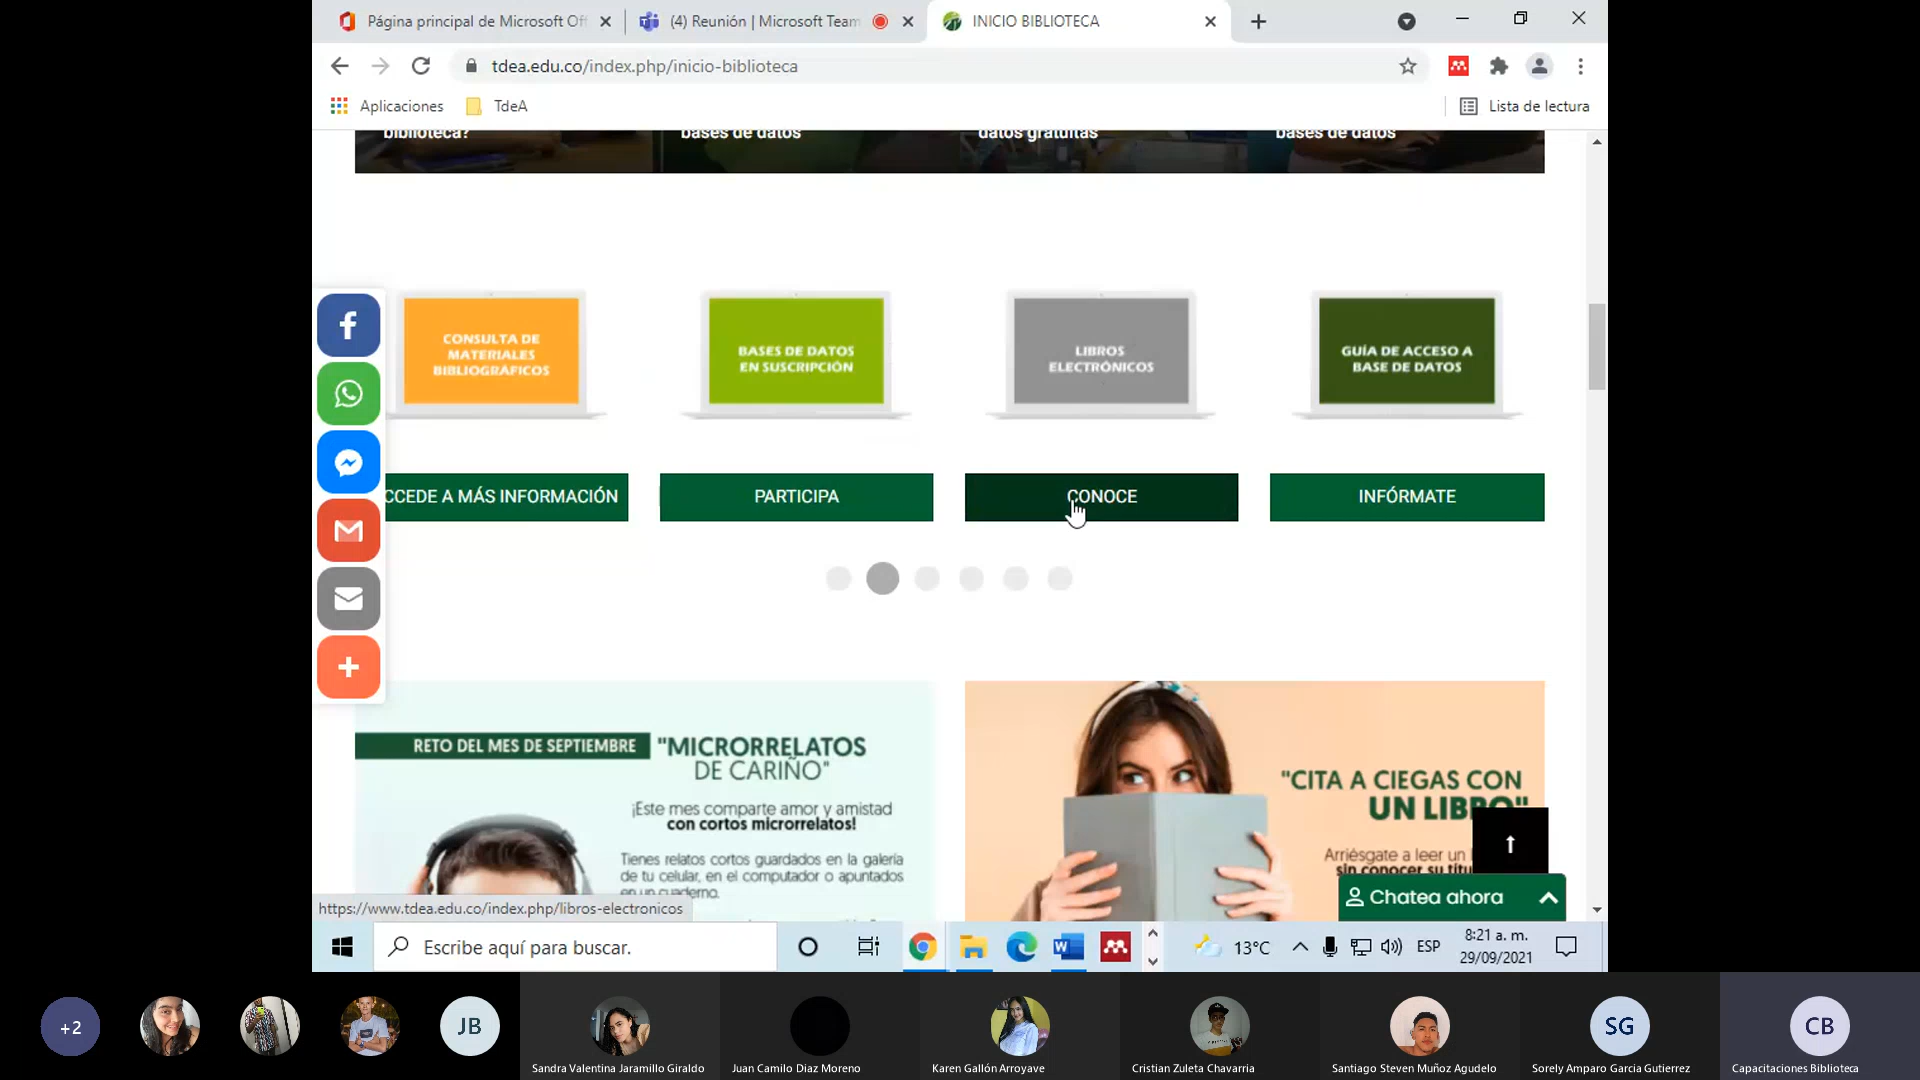 Página principal de Microsoft Of
(4) Reunión | Microsoft Team
INICIO BIBLIOTECA
tdea.edu.co/index.php/inicio-biblioteca
Aplicaciones
TdeA
Lista de lectura
biblioteca?
bases de datos
datos gratuitas
bases de datos
CONSULTA DE
MATERIALES
BIBLIOGRÁFICOS
BASES DE DATOS
EN SUSCRIPCIÓN
LIBROS
ELECTRÓNICOS
GUÍA DE ACCESO A
BASE DE DATOS
CCEDE A MÁS INFORMACIÓN
PARTICIPA
CONOCE
INFÓRMATE
RETO DEL MES DE SEPTIEMBRE
"MICRORRELATOS
DE CARIÑO"
¡Este mes comparte amor y amistad
con cortos microrrelatos!
Tienes relatos cortos guardados en la galería
de tu celular, en el computador o apuntados
en un cuaderno.
"CITA A CIEGAS CON
UN LIBRO"
Arriésgate a leer un
sin conocer su títu
Chatea ahora
https://www.tdea.edu.co/index.php/libros-electronicos
Escribe aquí para buscar.
13°C
ESP
8:21 a. m.
29/09/2021
+2
JB
SG
CB
Sandra Valentina Jaramillo Giraldo
Juan Camilo Diaz Moreno
Karen Gallón Arroyave
Cristian Zuleta Chavarria
Santiago Steven Muñoz Agudelo
Sorely Amparo Garcia Gutierrez
Capacitaciones Biblioteca